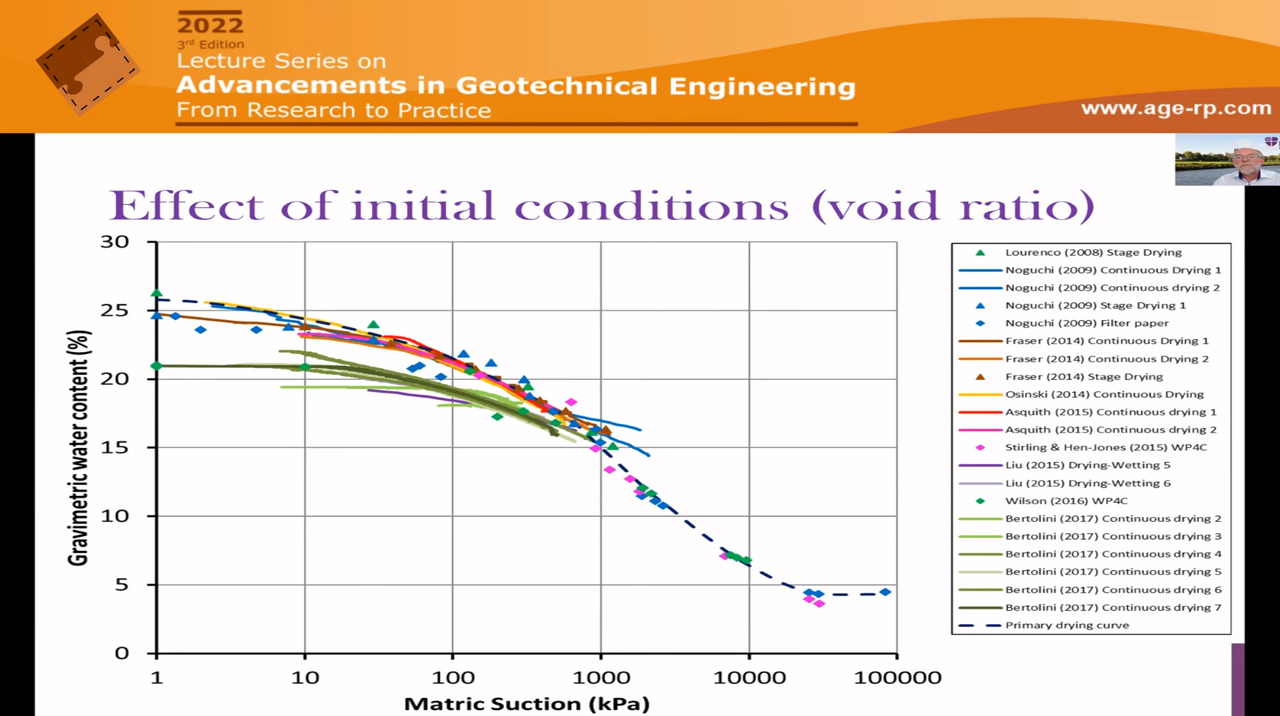 2022
3rd Edition
Lecture Series on
Advancements in Geotechnical Engineering
From Research to Practice
www.age-rp.com
Effect of initial conditions (void ratio)
30
25
20
15
10
5
0
Gravimetric water content (%)
1
10
100
1000
10000
100000
Matric Suction (kPa)
Lourenco (2008) Stage Drying
Noguchi (2009) Continuous Drying 1
Noguchi (2009) Continuous drying 2
Noguchi (2009) Stage Drying 1
Noguchi (2009) Filter paper
Fraser (2014) Continuous Drying 1
Fraser (2014) Continuous Drying 2
Fraser (2014) Stage Drying
Osinski (2014) Continuous Drying
Asquith (2015) Continuous drying 1
Asquith (2015) Continuous drying 2
Stirling & Hen-Jones (2015) WP4C
Liu (2015) Drying-Wetting 5
Liu (2015) Drying-Wetting 6
Wilson (2016) WP4C
Bertolini (2017) Continuous drying 2
Bertolini (2017) Continuous drying 3
Bertolini (2017) Continuous drying 4
Bertolini (2017) Continuous drying 5
Bertolini (2017) Continuous drying 6
Bertolini (2017) Continuous drying 7
Primary drying curve